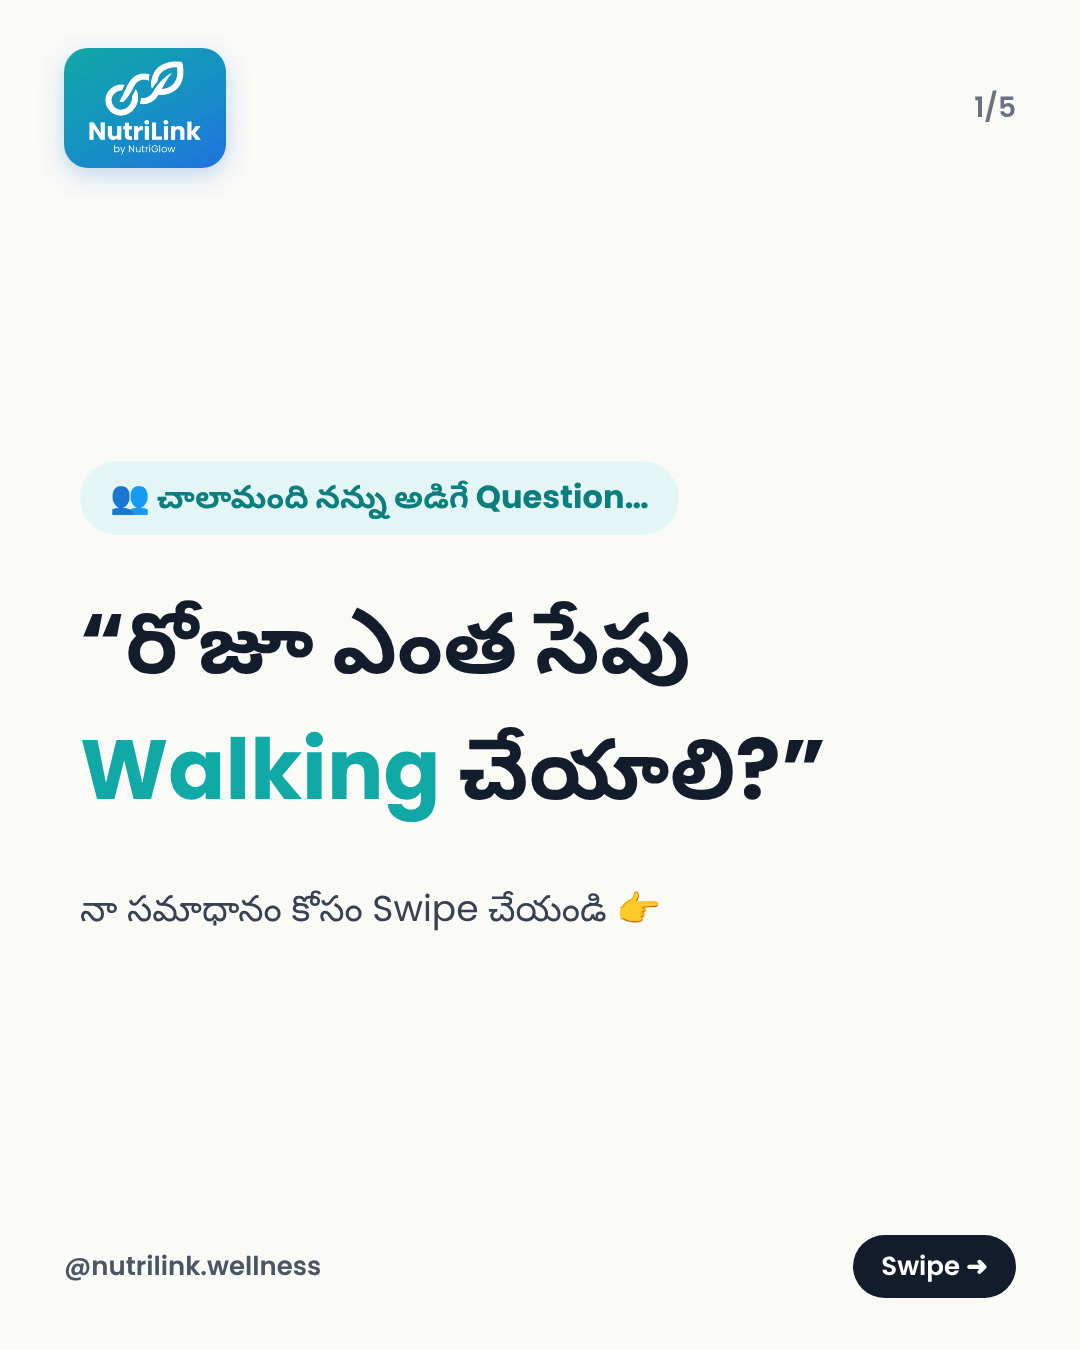 NutriLink
by NutriGlow
1/5
👥 చాలామంది నన్ను అడిగే Question...
“రోజూ ఎంత సేపు
Walking చేయాలి?”
నా సమాధానం కోసం Swipe చేయండి 👉
@nutrilink.wellness
Swipe ➜